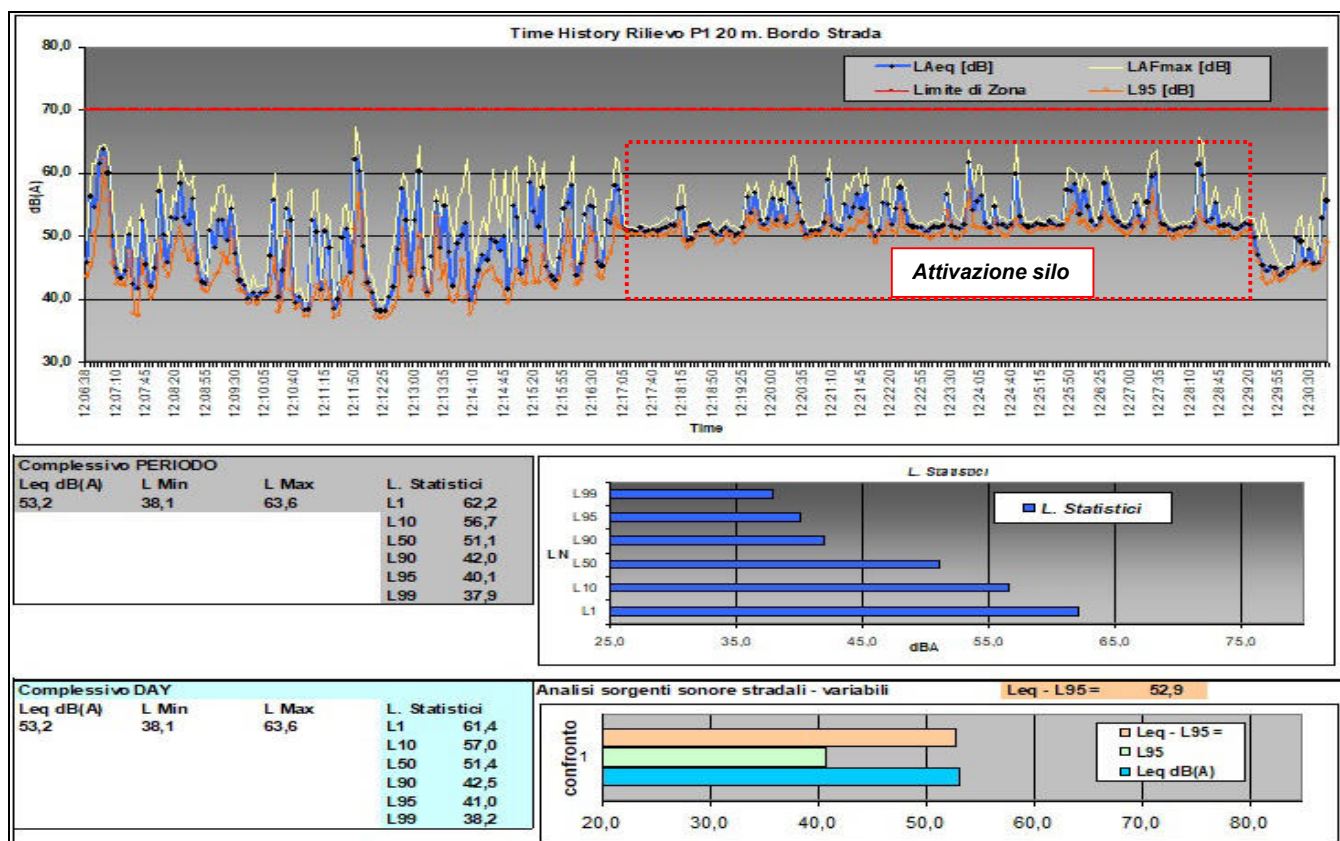 Time History Rilievo P1 20 m. Bordo Strada
80,0
70,0
60,0
50,0
40,0
30,0
dB(A)
LAeq [dB]
LAFmax [dB]
Limite di Zona
L95 [dB]
Attivazione silo
12:06:38
12:07:10
12:07:45
12:08:20
12:08:55
12:09:30
12:10:05
12:10:40
12:11:15
12:11:50
12:12:25
12:13:00
12:13:35
12:14:10
12:14:45
12:15:20
12:15:55
12:16:30
12:17:05
12:17:40
12:18:15
12:18:50
12:19:25
12:20:00
12:20:35
12:21:10
12:21:45
12:22:20
12:22:55
12:23:30
12:24:05
12:24:40
12:25:15
12:25:50
12:26:25
12:27:00
12:27:35
12:28:10
12:28:45
12:29:20
12:29:55
12:30:30
Time
Complessivo PERIODO
Leq dB(A) L Min L Max L. Statistici
53,2 38,1 63,6 L1 62,2
L10 56,7
L50 51,1
L90 42,0
L95 40,1
L99 37,9
L. Statistici
L. Statistici
LN
L99
L95
L90
L50
L10
L1
25,0 35,0 45,0 55,0 65,0 75,0
dBA
Complessivo DAY
Leq dB(A) L Min L Max L. Statistici
53,2 38,1 63,6 L1 61,4
L10 57,0
L50 51,4
L90 42,5
L95 41,0
L99 38,2
Analisi sorgenti sonore stradali - variabili Leq - L95 = 52,9
confronto
1
Leq - L95 =
L95
Leq dB(A)
20,0 30,0 40,0 50,0 60,0 70,0 80,0